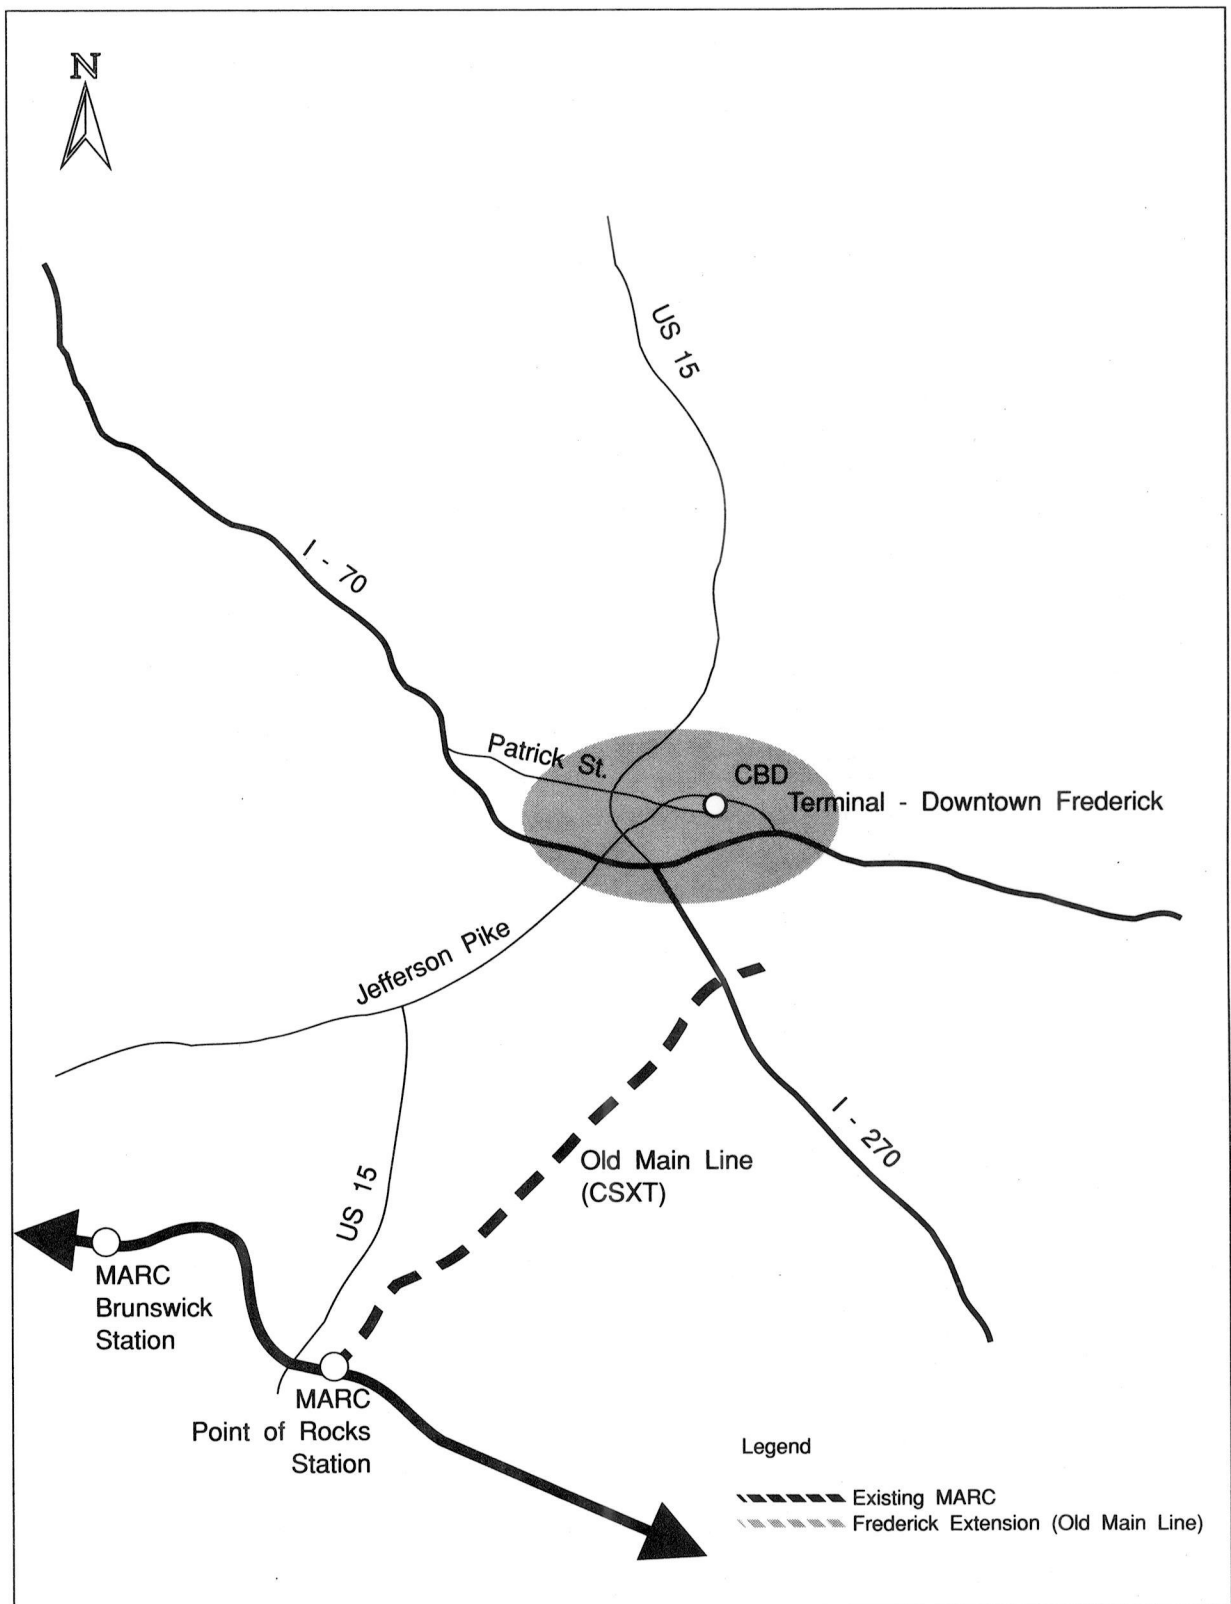 N
US 15
I - 70
Patrick St.
CBD
Terminal - Downtown Frederick
Jefferson Pike
I - 270
Old Main Line
(CSXT)
US 15
MARC
Brunswick
Station
MARC
Point of Rocks
Station
Legend
Existing MARC
Frederick Extension (Old Main Line)